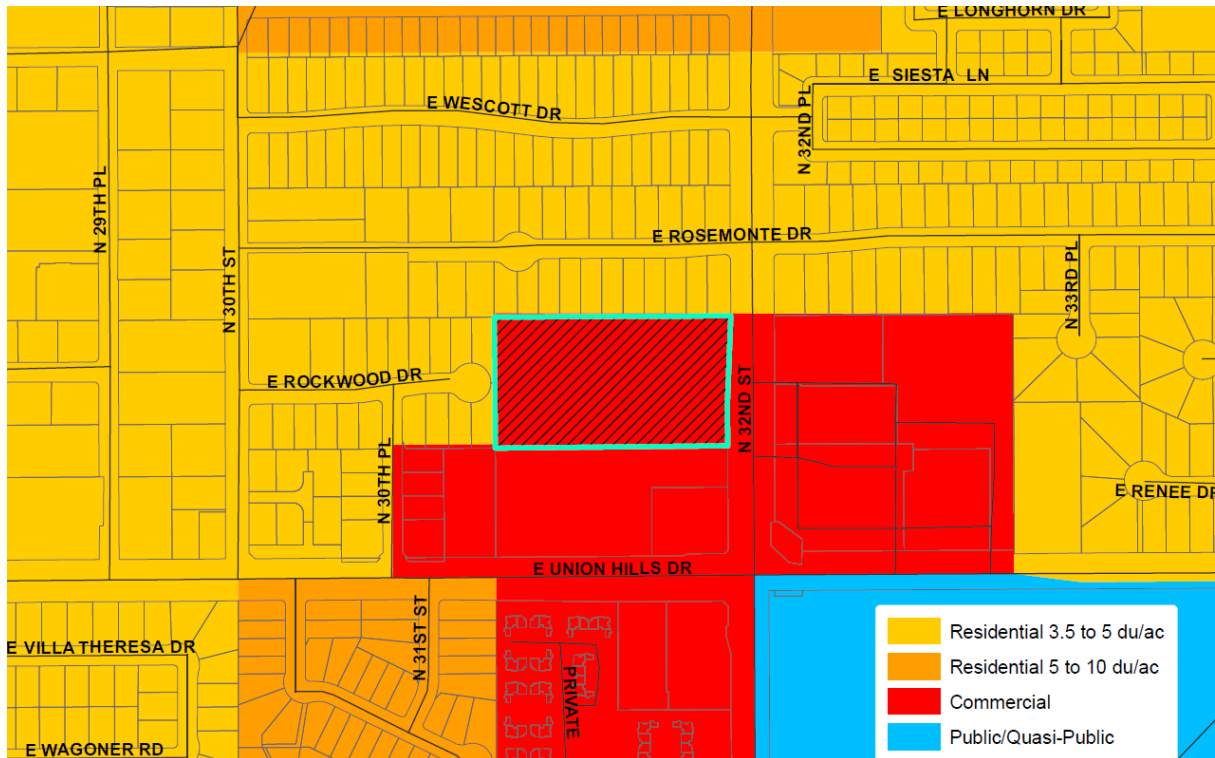 E LONGHORN DR
E SIESTA LN
E WESCOTT DR
N 32ND PL
N 29TH PL
E ROSEMONTE DR
N 30TH ST
N 33RD PL
E ROCKWOOD DR
N 32ND ST
N 30TH PL
E RENEE DR
E UNION HILLS DR
N 31ST ST
E VILLA THERESA DR
PRIVATE
E WAGONER RD
Residential 3.5 to 5 du/ac
Residential 5 to 10 du/ac
Commercial
Public/Quasi-Public